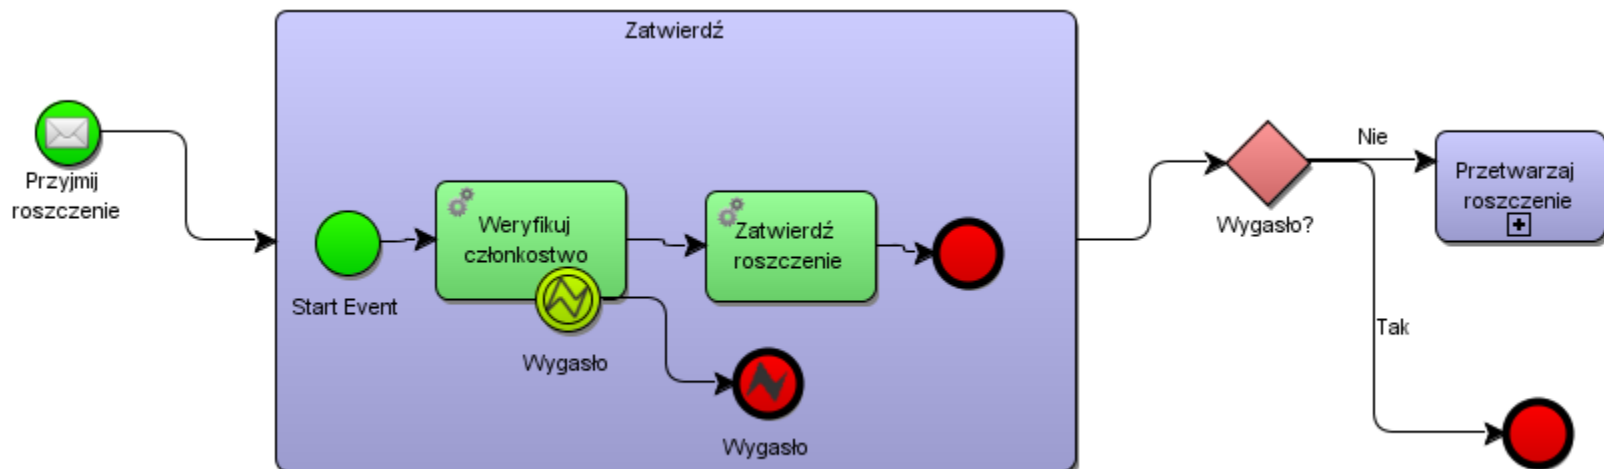 Zatwierdź
Przyjmij
roszczenie
Start Event
Weryfikuj
członkostwo
Wygasło
Zatwierdź
roszczenie
Wygasło
Wygasło?
Nie
Tak
Przetwarzaj
roszczenie